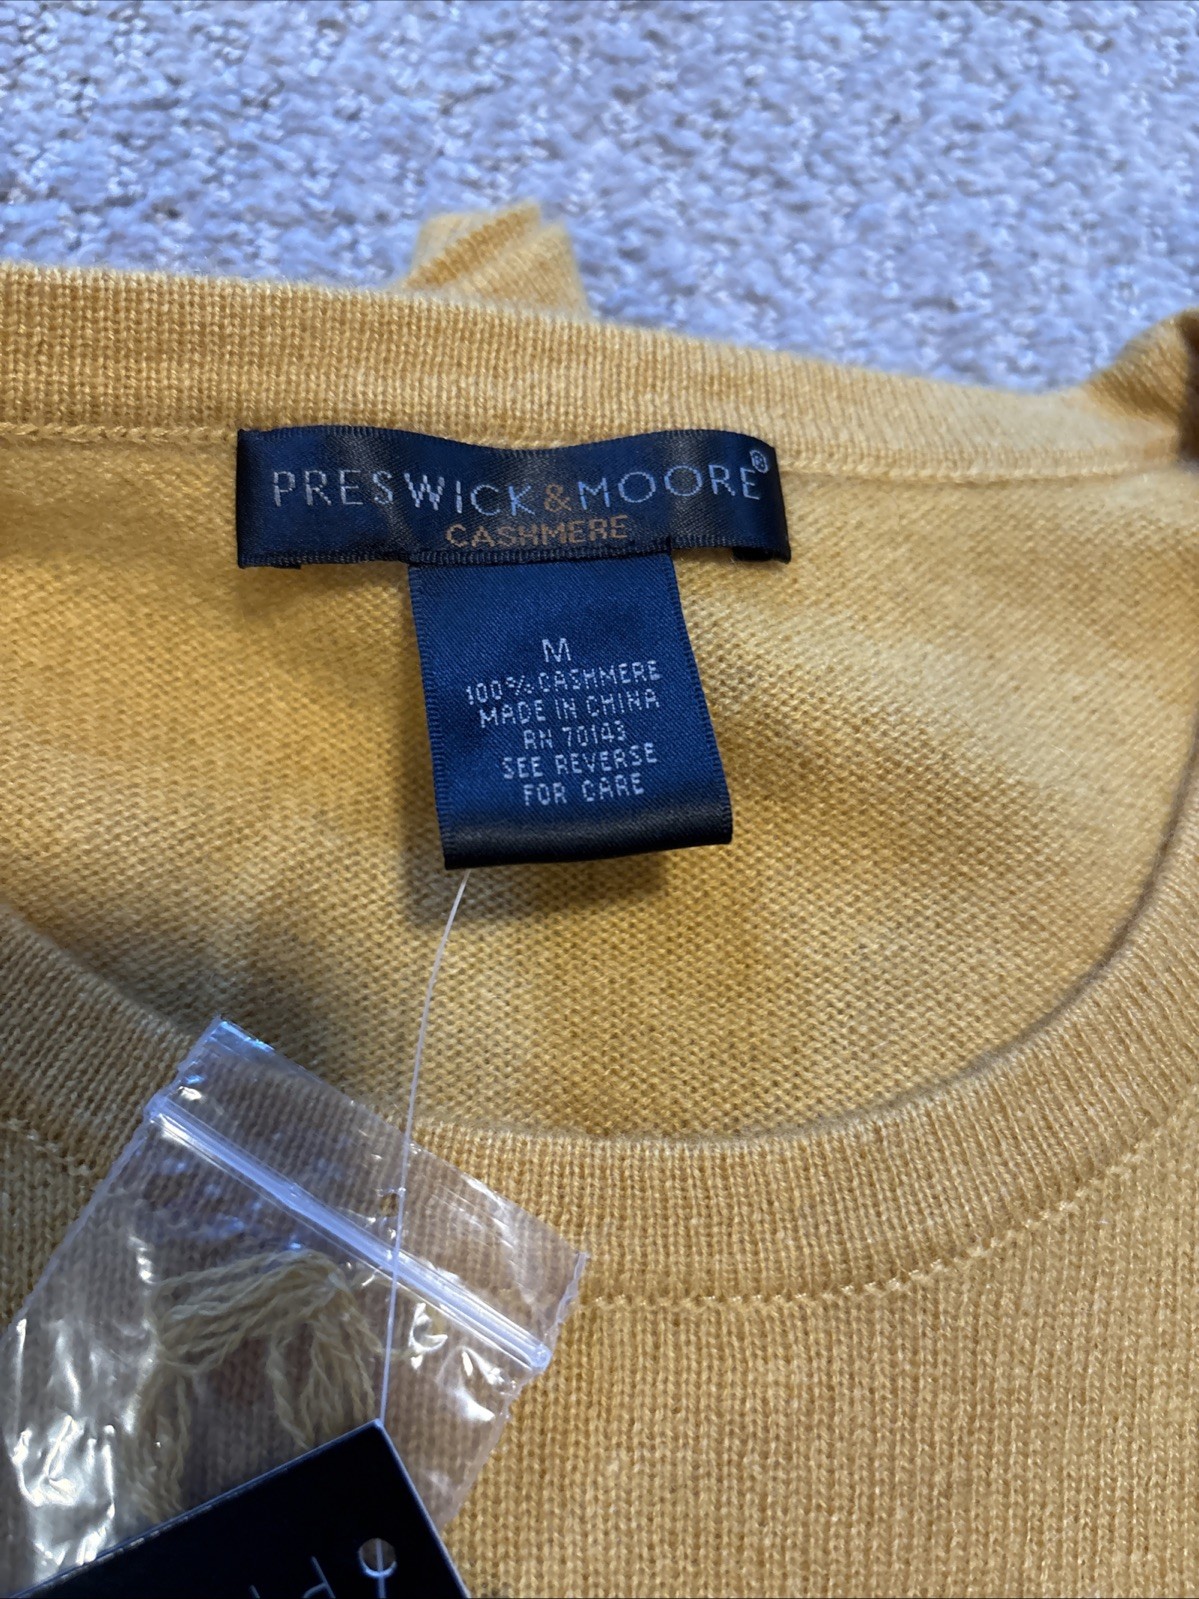 PRESWICK & MOORE®
CASHMERE
M
100% CASHMERE
MADE IN CHINA
RN 70143
SEE REVERSE
FOR CARE